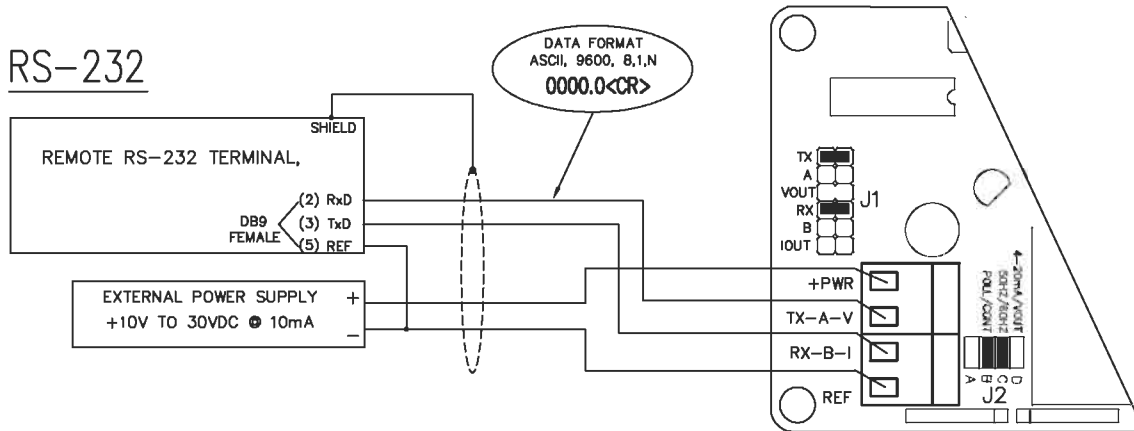 RS-232
DATA FORMAT
ASCII, 9600, 8,1,N
0000.0<CR>
SHIELD
REMOTE RS-232 TERMINAL,
(2) RxD
(3) TxD
(5) REF
DB9
FEMALE
EXTERNAL POWER SUPPLY
+10V TO 30VDC @ 10mA
+
−
TX
A
VOUT
RX
B
IOUT
J1
+PWR
TX-A-V
RX-B-I
REF
4-20mA/VOUT
50HZ/60HZ
POLL/CONT
A
B
C
D
J2